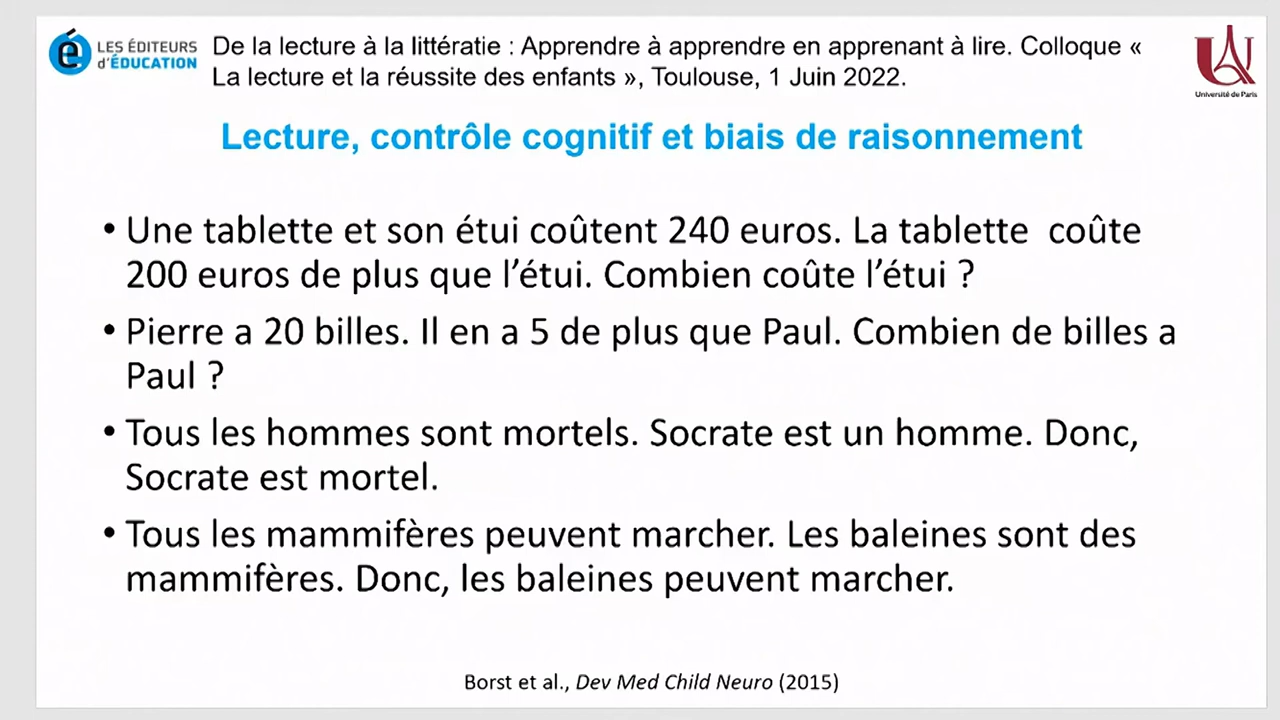 LES ÉDITEURS
d'ÉDUCATION
De la lecture à la littératie : Apprendre à apprendre en apprenant à lire. Colloque «
La lecture et la réussite des enfants », Toulouse, 1 Juin 2022.
Université de Paris
Lecture, contrôle cognitif et biais de raisonnement
• Une tablette et son étui coûtent 240 euros. La tablette coûte
200 euros de plus que l’étui. Combien coûte l’étui ?
• Pierre a 20 billes. Il en a 5 de plus que Paul. Combien de billes a
Paul ?
• Tous les hommes sont mortels. Socrate est un homme. Donc,
Socrate est mortel.
• Tous les mammifères peuvent marcher. Les baleines sont des
mammifères. Donc, les baleines peuvent marcher.
Borst et al., Dev Med Child Neuro (2015)